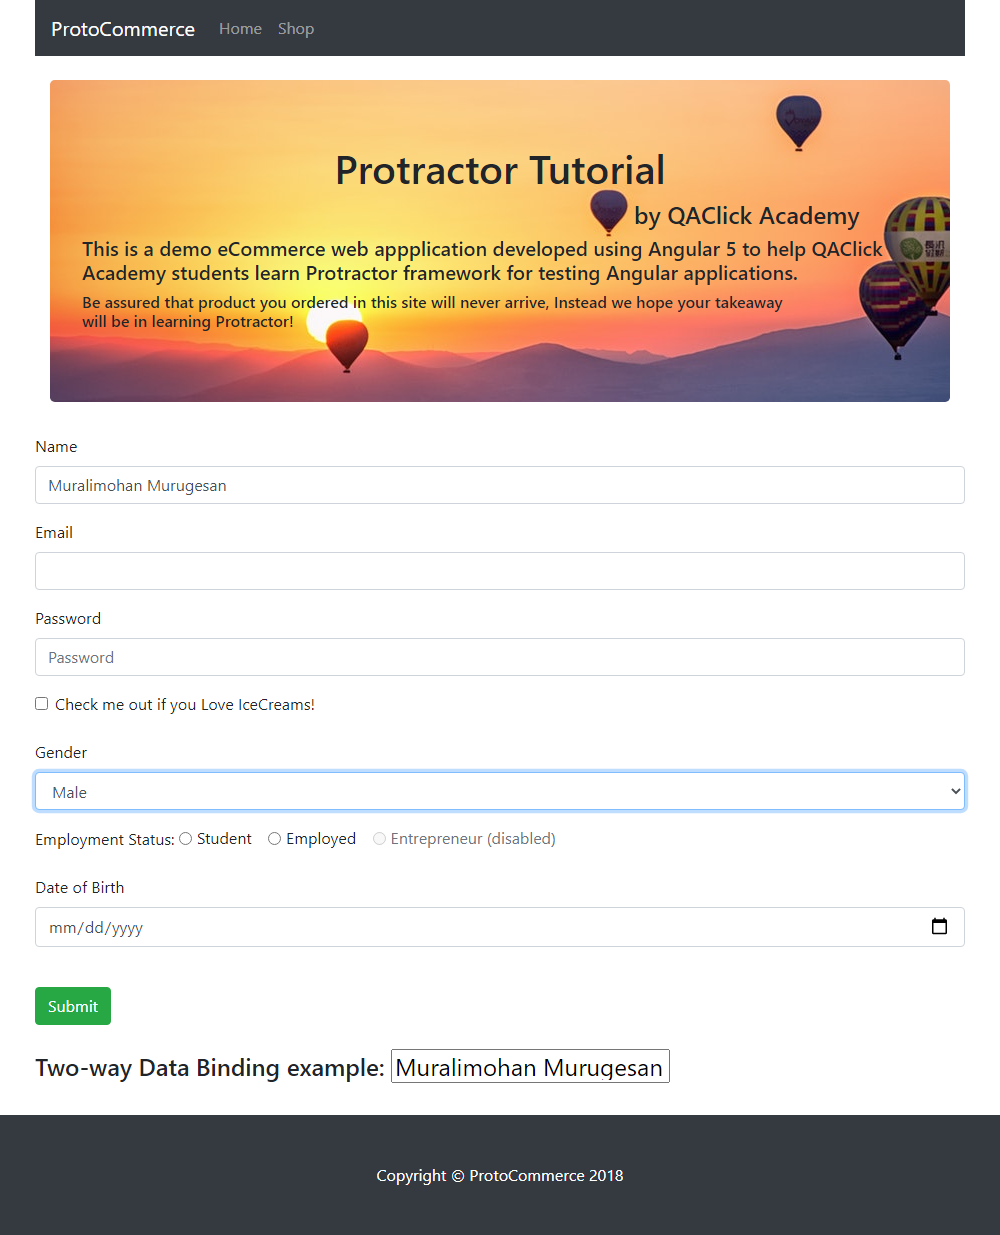 ProtoCommerce Home Shop
Protractor Tutorial
by QAClick Academy
This is a demo eCommerce web appplication developed using Angular 5 to help QAClick
Academy students learn Protractor framework for testing Angular applications.
Be assured that product you ordered in this site will never arrive, Instead we hope your takeaway
will be in learning Protractor!
Name
Muralimohan Murugesan
Email
Password
Password
Check me out if you Love IceCreams!
Gender
Male
Employment Status: Student Employed Entrepreneur (disabled)
Date of Birth
mm/dd/yyyy
Submit
Two-way Data Binding example: Muralimohan Murugesan
Copyright © ProtoCommerce 2018